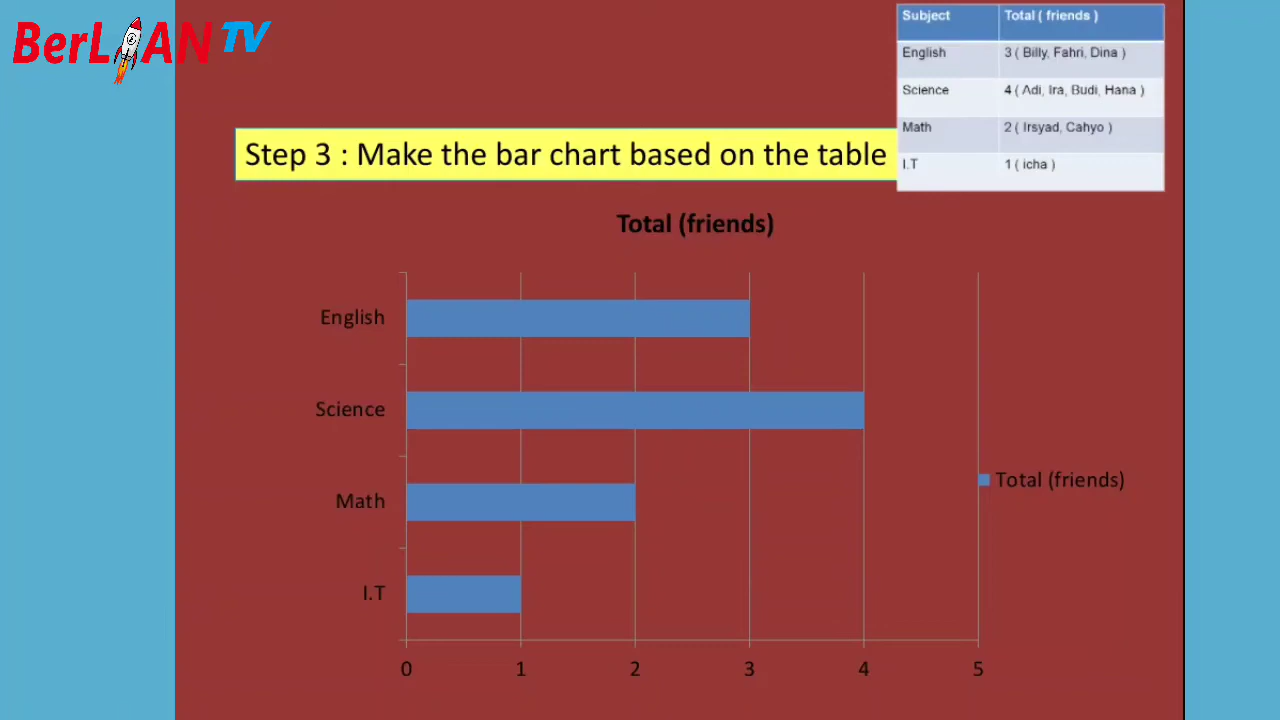 BerLIAN TV
Subject Total ( friends )
English 3 ( Billy, Fahri, Dina )
Science 4 ( Adi, Ira, Budi, Hana )
Math 2 ( Irsyad, Cahyo )
I.T 1 ( icha )
Step 3 : Make the bar chart based on the table
Total (friends)
English
Science
Math
I.T
Total (friends)
0 1 2 3 4 5